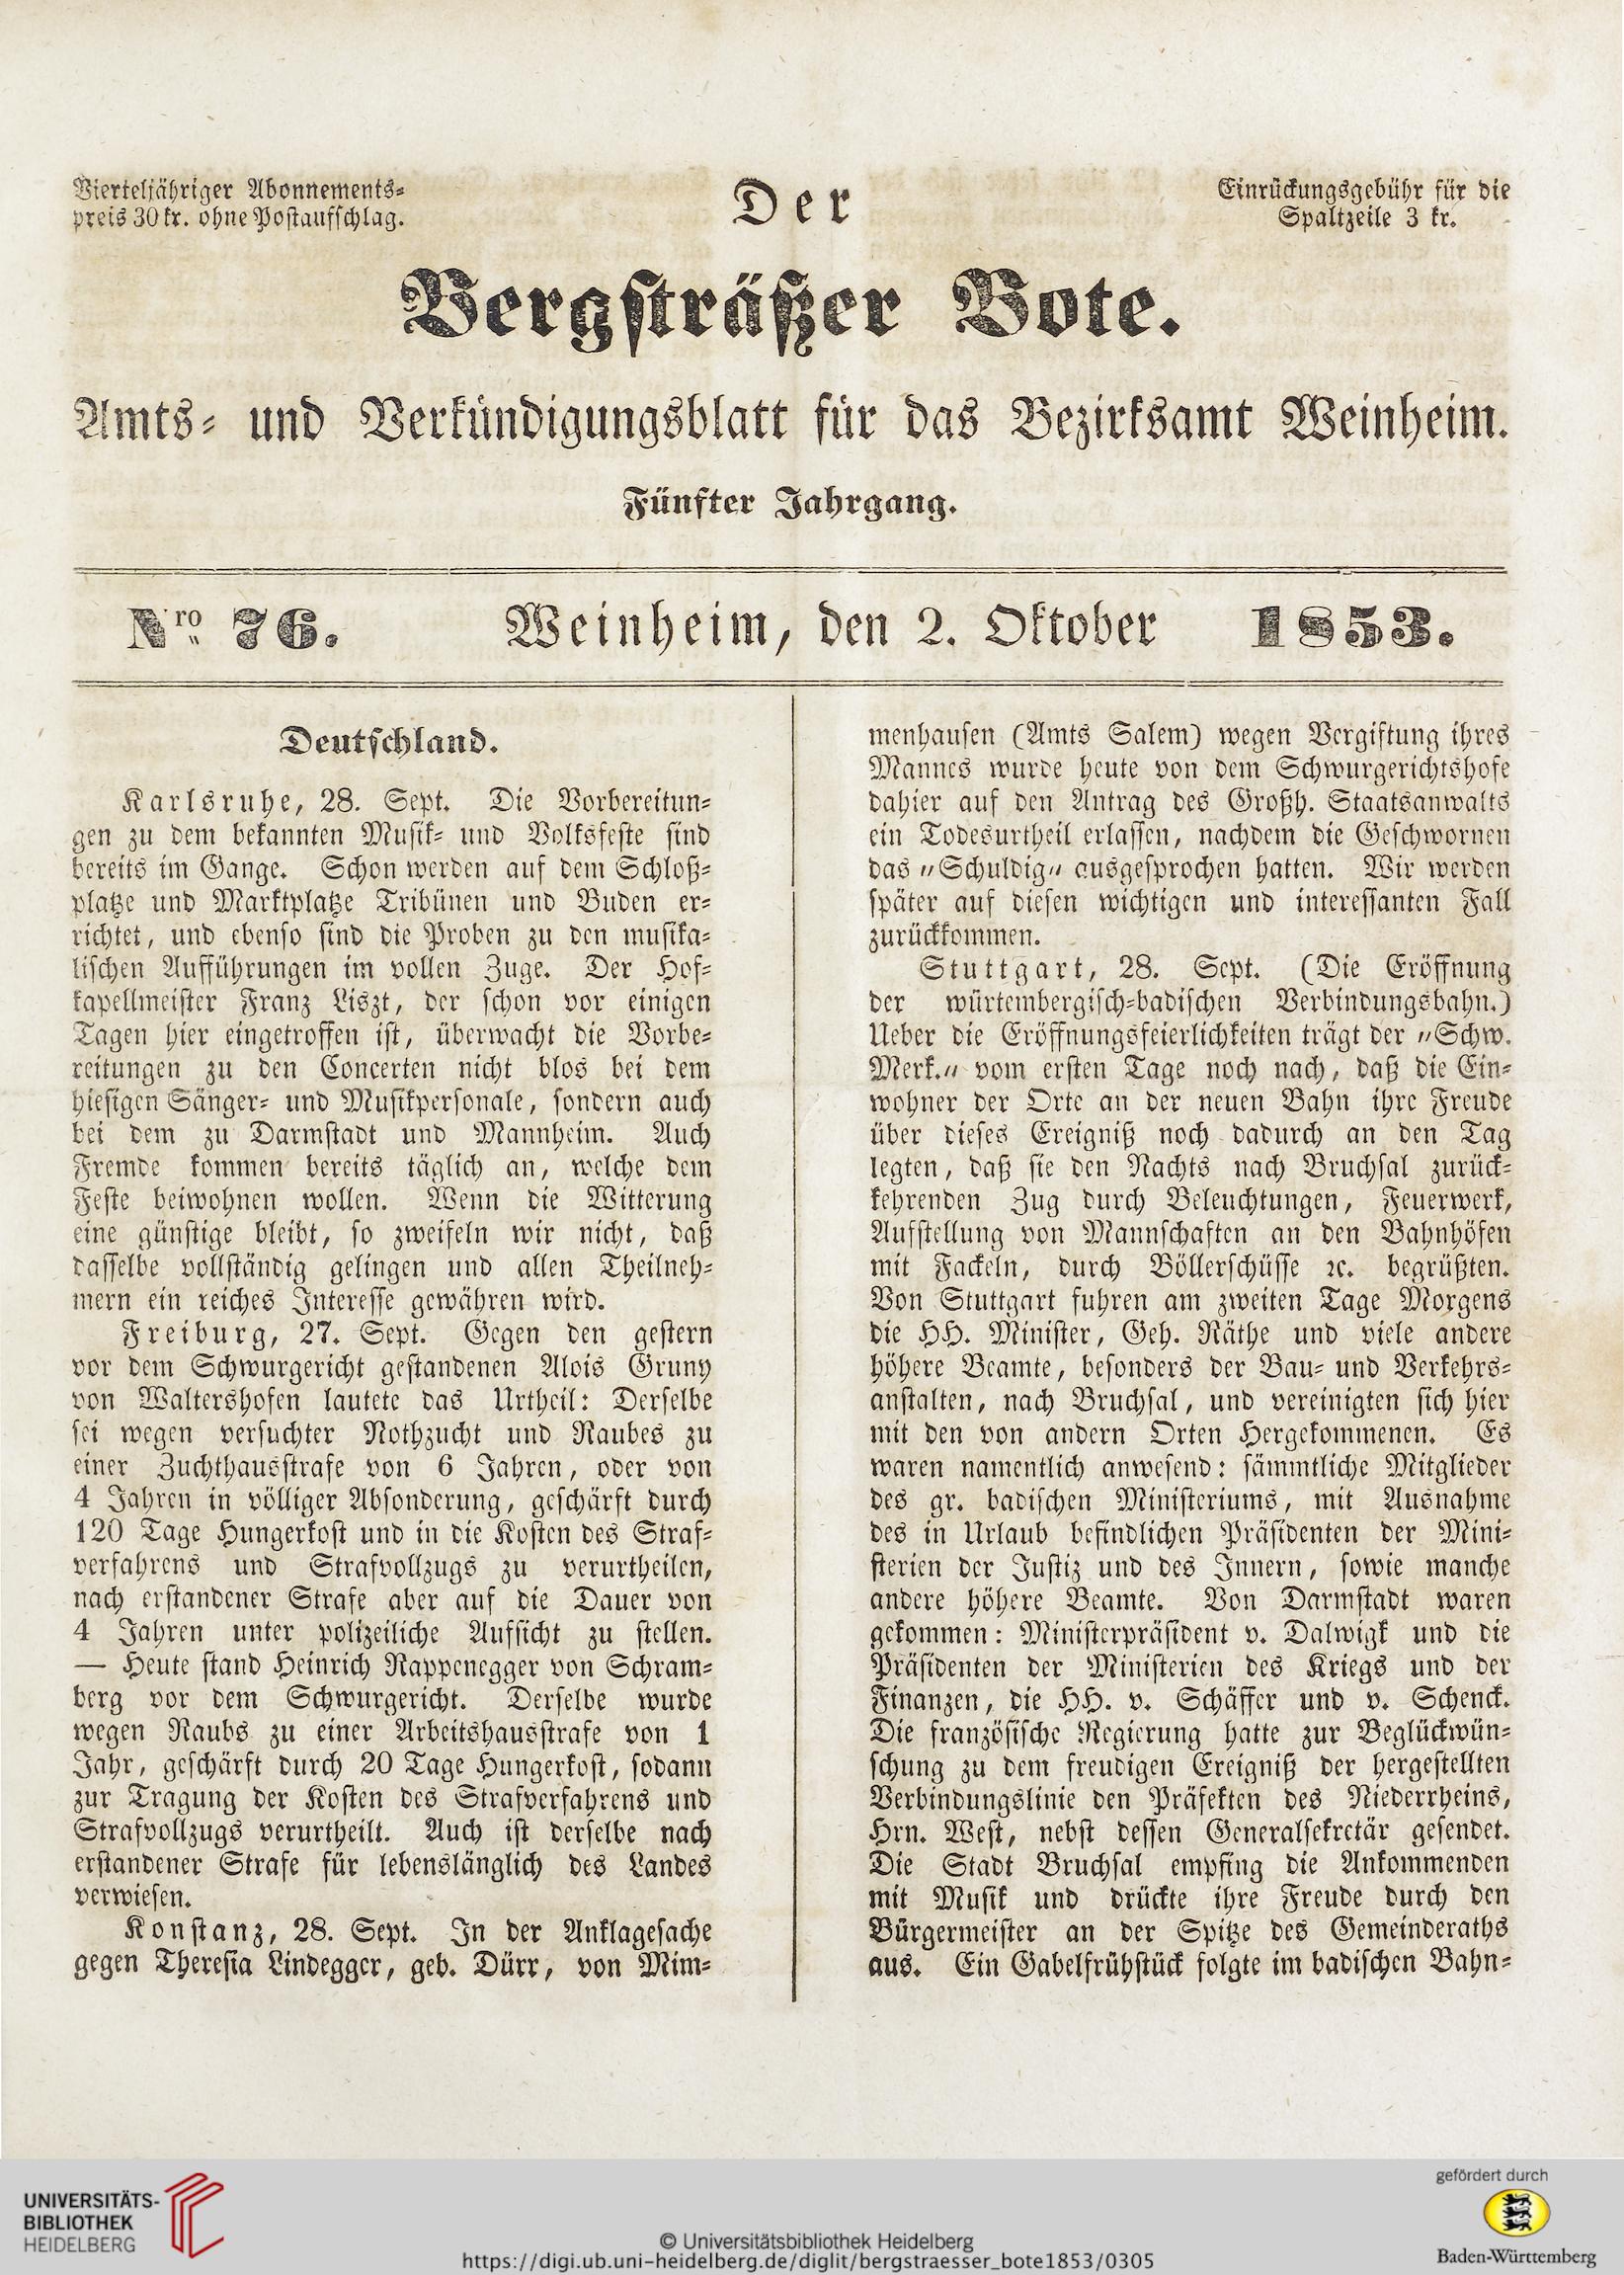 Vierteljähriger Abonnements-
preis 30 kr. ohne Postaufschlag.
Der
Einrückungsgebühr für die
Spaltzeile 3 kr.
Bergsträßer Bote.
Amts- und Verkündigungsblatt für das Bezirksamt Weinheim.
Fünfter Jahrgang.
Nro 76. Weinheim, den 2. Oktober 1853.
Deutschland.
Karlsruhe, 28. Sept. Die Vorbereitun-
gen zu dem bekannten Musik- und Volksfeste sind
bereits im Gange. Schon werden auf dem Schloß-
platze und Marktplatze Tribünen und Buden er-
richtet, und ebenso sind die Proben zu den musika-
lischen Aufführungen im vollen Zuge. Der Hof-
kapellmeister Franz Liszt, der schon vor einigen
Tagen hier eingetroffen ist, überwacht die Vorbe-
reitungen zu den Concerten nicht blos bei dem
hiesigen Sänger- und Musikpersonale, sondern auch
bei dem zu Darmstadt und Mannheim. Auch
Fremde kommen bereits täglich an, welche dem
Feste beiwohnen wollen. Wenn die Witterung
eine günstige bleibt, so zweifeln wir nicht, daß
dasselbe vollständig gelingen und allen Theilneh-
mern ein reiches Interesse gewähren wird.
Freiburg, 27. Sept. Gegen den gestern
vor dem Schwurgericht gestandenen Alois Gruny
von Waltershofen lautete das Urtheil: Derselbe
sei wegen versuchter Nothzucht und Raubes zu
einer Zuchthausstrafe von 6 Jahren, oder von
4 Jahren in völliger Absonderung, geschärft durch
120 Tage Hungerkost und in die Kosten des Straf-
verfahrens und Strafvollzugs zu verurtheilen,
nach erstandener Strafe aber auf die Dauer von
4 Jahren unter polizeiliche Aufsicht zu stellen.
— Heute stand Heinrich Rappenegger von Schram-
berg vor dem Schwurgericht. Derselbe wurde
wegen Raubs zu einer Arbeitshausstrafe von 1
Jahr, geschärft durch 20 Tage Hungerkost, sodann
zur Tragung der Kosten des Strafverfahrens und
Strafvollzugs verurtheilt. Auch ist derselbe nach
erstandener Strafe für lebenslänglich des Landes
verwiesen.
Konstanz, 28. Sept. In der Anklagesache
gegen Theresia Lindegger, geb. Dürr, von Mim-
menhausen (Amts Salem) wegen Vergiftung ihres
Mannes wurde heute von dem Schwurgerichtshofe
dahier auf den Antrag des Großh. Staatsanwalts
ein Todesurtheil erlassen, nachdem die Geschwornen
das "Schuldig" ausgesprochen hatten. Wir werden
später auf diesen wichtigen und interessanten Fall
zurückkommen.
Stuttgart, 28. Sept. (Die Eröffnung
der würtembergisch-badischen Verbindungsbahn.)
Ueber die Eröffnungsfeierlichkeiten trägt der "Schw.
Merk." vom ersten Tage noch nach, daß die Ein-
wohner der Orte an der neuen Bahn ihre Freude
über dieses Ereigniß noch dadurch an den Tag
legten, daß sie den Nachts nach Bruchsal zurück-
kehrenden Zug durch Beleuchtungen, Feuerwerk,
Aufstellung von Mannschaften an den Bahnhöfen
mit Fackeln, durch Böllerschüsse ꝛc. begrüßten.
Von Stuttgart fuhren am zweiten Tage Morgens
die HH. Minister, Geh. Räthe und viele andere
höhere Beamte, besonders der Bau- und Verkehrs-
anstalten, nach Bruchsal, und vereinigten sich hier
mit den von andern Orten Hergekommenen. Es
waren namentlich anwesend: sämmtliche Mitglieder
des gr. badischen Ministeriums, mit Ausnahme
des in Urlaub befindlichen Präsidenten der Mini-
sterien der Justiz und des Innern, sowie manche
andere höhere Beamte. Von Darmstadt waren
gekommen: Ministerpräsident v. Dalwigk und die
Präsidenten der Ministerien des Kriegs und der
Finanzen, die HH. v. Schäffer und v. Schenck.
Die französische Regierung hatte zur Beglückwün-
schung zu dem freudigen Ereigniß der hergestellten
Verbindungslinie den Präfekten des Niederrheins,
Hrn. West, nebst dessen Generalsekretär gesendet.
Die Stadt Bruchsal empfing die Ankommenden
mit Musik und drückte ihre Freude durch den
Bürgermeister an der Spitze des Gemeinderaths
aus. Ein Gabelfrühstück folgte im badischen Bahn-
UNIVERSITÄTS-
BIBLIOTHEK
HEIDELBERG
© Universitätsbibliothek Heidelberg
https://digi.ub.uni-heidelberg.de/diglit/bergstraesser_bote1853/0305
gefördert durch
Baden-Württemberg